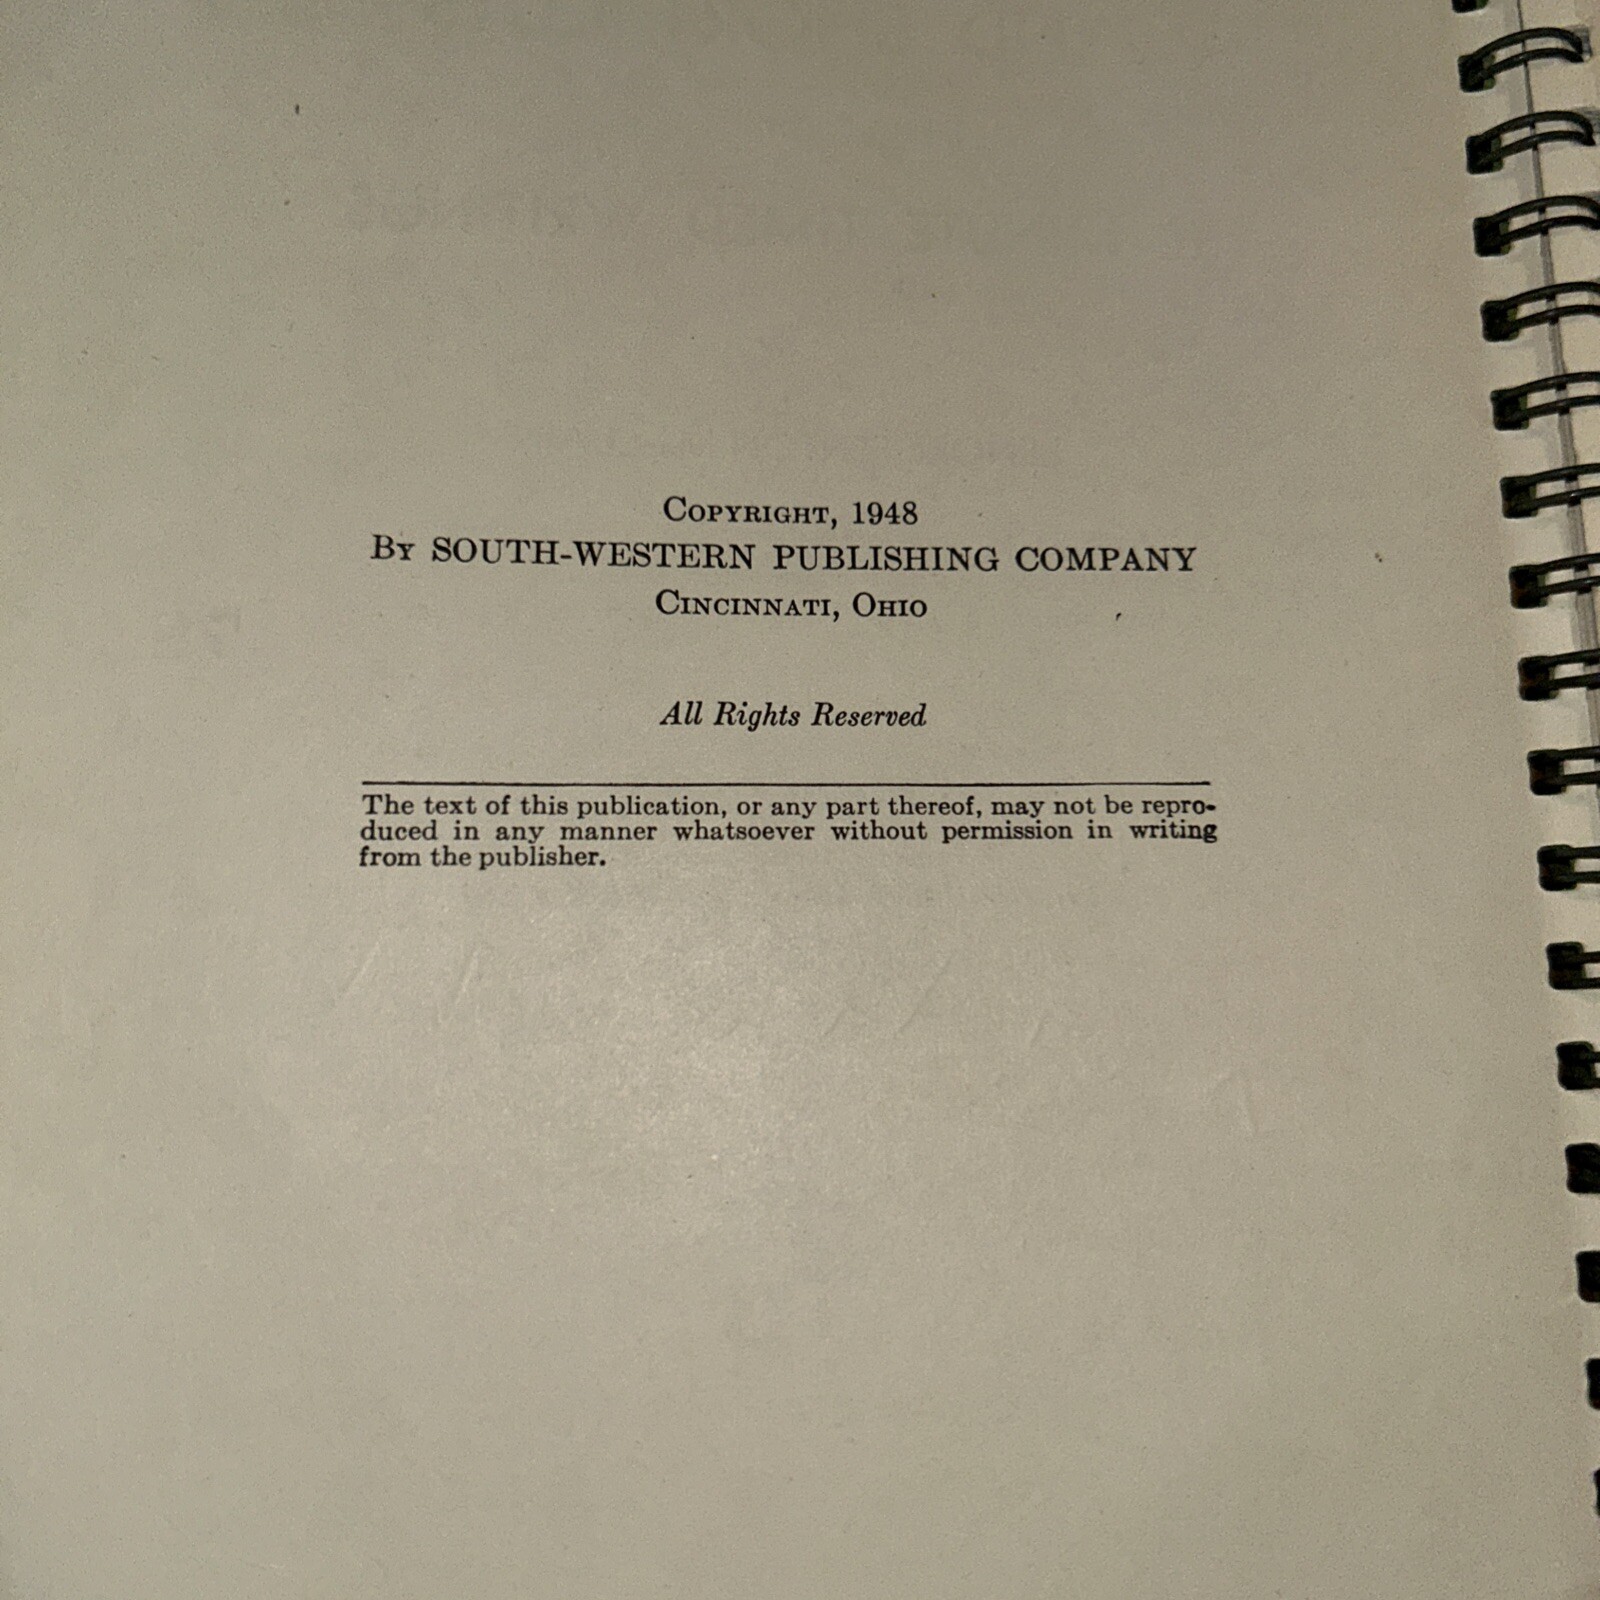 COPYRIGHT, 1948
BY SOUTH-WESTERN PUBLISHING COMPANY
CINCINNATI, OHIO
All Rights Reserved
The text of this publication, or any part thereof, may not be repro-
duced in any manner whatsoever without permission in writing
from the publisher.